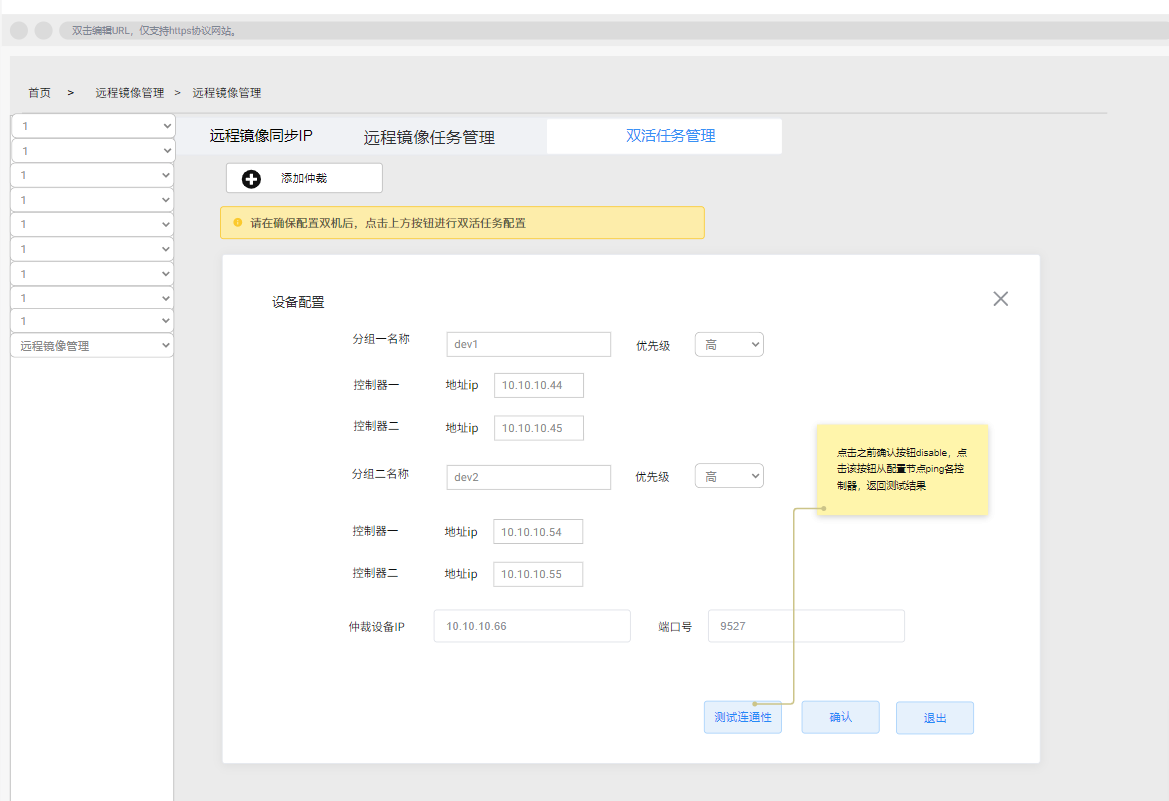 双击编辑URL，仅支持https协议网站。
首页 > 远程镜像管理 > 远程镜像管理
1
1
1
1
1
1
1
1
1
远程镜像管理
远程镜像同步IP 远程镜像任务管理 双活任务管理
添加仲裁
请在确保配置双机后，点击上方按钮进行双活任务配置
设备配置
分组一名称 dev1 优先级 高
控制器一 地址ip 10.10.10.44
控制器二 地址ip 10.10.10.45
分组二名称 dev2 优先级 高
控制器一 地址ip 10.10.10.54
控制器二 地址ip 10.10.10.55
仲裁设备IP 10.10.10.66 端口号 9527
点击之前确认按钮disable，点
击该按钮从配置节点ping各控
制器，返回测试结果
测试连通性 确认 退出